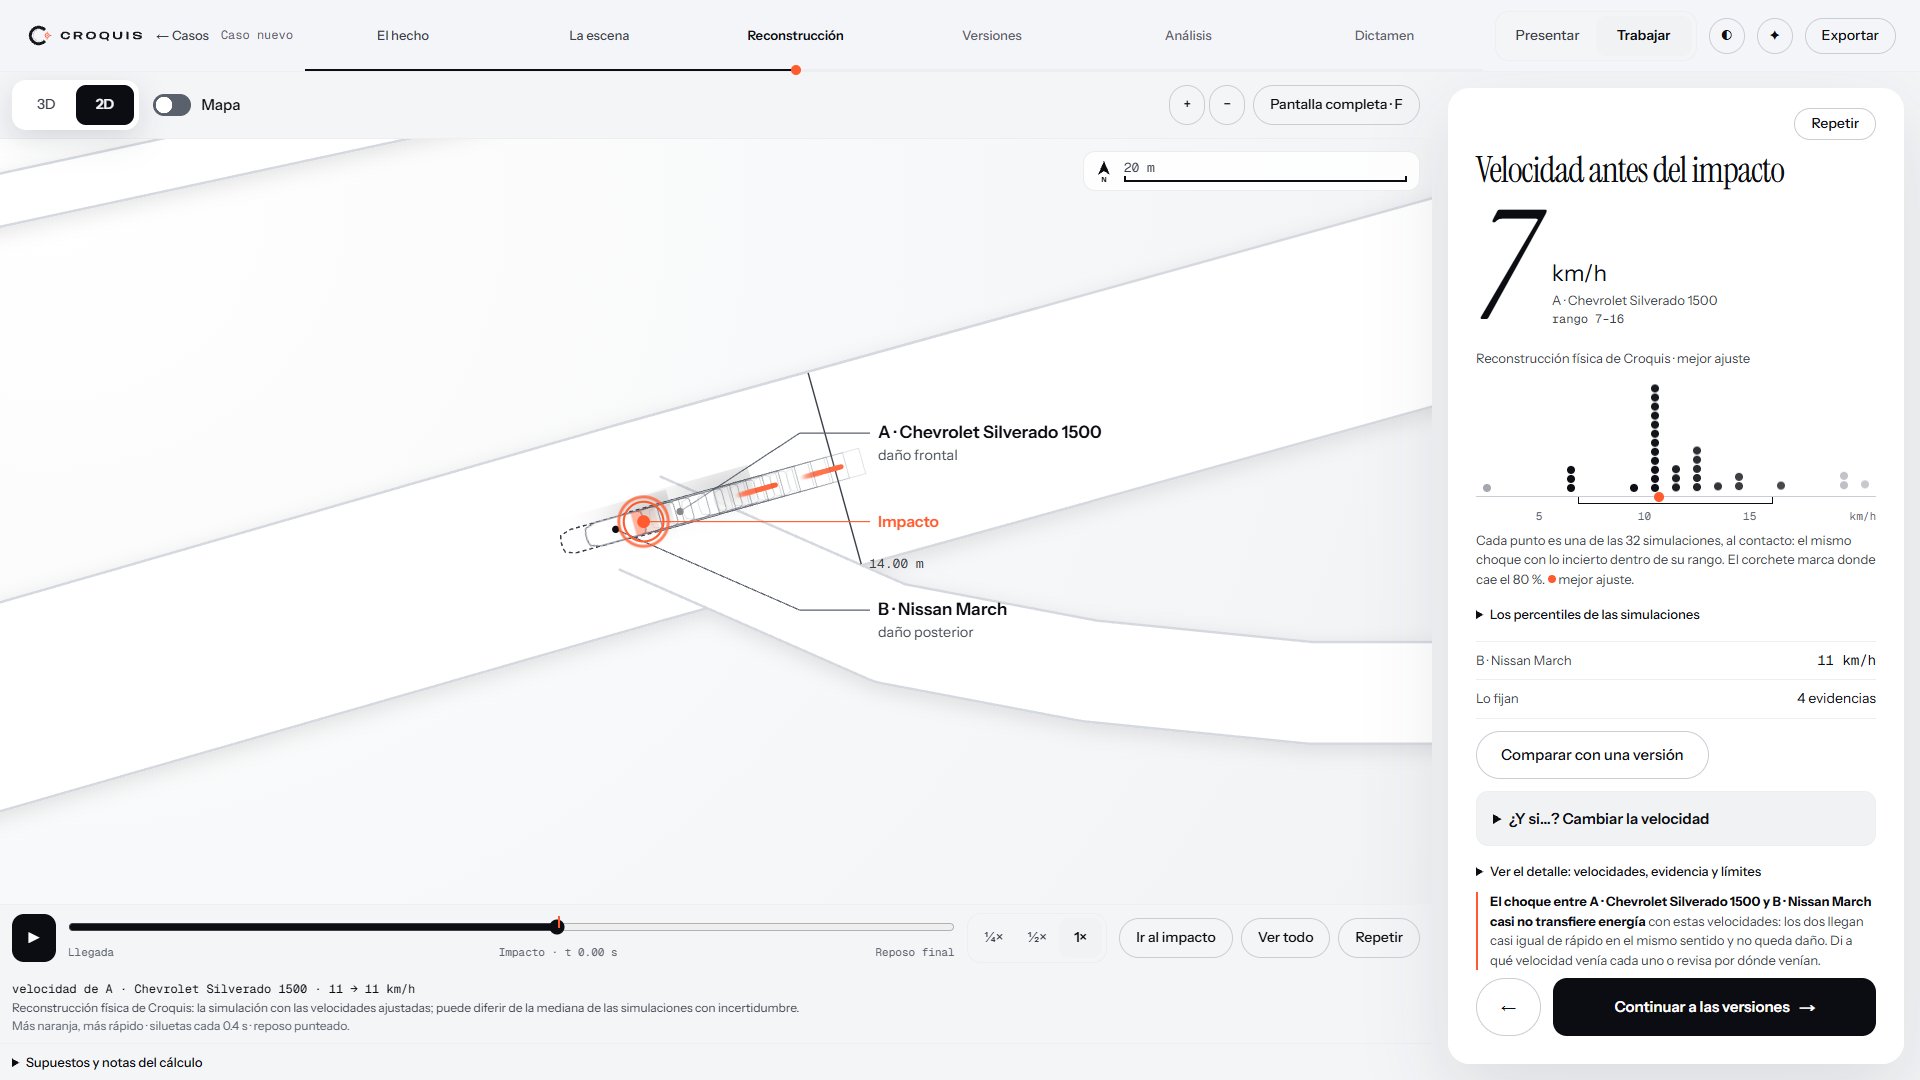 CROQUIS ← Casos Caso nuevo El hecho La escena Reconstrucción Versiones Análisis Dictamen Presentar Trabajar Exportar
3D 2D Mapa + − Pantalla completa · F
N 20 m
A · Chevrolet Silverado 1500
daño frontal
Impacto
14.00 m
B · Nissan March
daño posterior
Llegada Impacto · t 0.00 s Reposo final
¼× ½× 1× Ir al impacto Ver todo Repetir
velocidad de A · Chevrolet Silverado 1500 · 11 → 11 km/h
Reconstrucción física de Croquis: la simulación con las velocidades ajustadas; puede diferir de la mediana de las simulaciones con incertidumbre.
Más naranja, más rápido · siluetas cada 0.4 s · reposo punteado.
Supuestos y notas del cálculo
Repetir
Velocidad antes del impacto
7 km/h
A · Chevrolet Silverado 1500
rango 7–16
Reconstrucción física de Croquis · mejor ajuste
5 10 15 km/h
Cada punto es una de las 32 simulaciones, al contacto: el mismo
choque con lo incierto dentro de su rango. El corchete marca donde
cae el 80 %. mejor ajuste.
Los percentiles de las simulaciones
B · Nissan March 11 km/h
Lo fijan 4 evidencias
Comparar con una versión
¿Y si…? Cambiar la velocidad
Ver el detalle: velocidades, evidencia y límites
El choque entre A · Chevrolet Silverado 1500 y B · Nissan March
casi no transfiere energía con estas velocidades: los dos llegan
casi igual de rápido en el mismo sentido y no queda daño. Di a
qué velocidad venía cada uno o revisa por dónde venían.
← Continuar a las versiones →